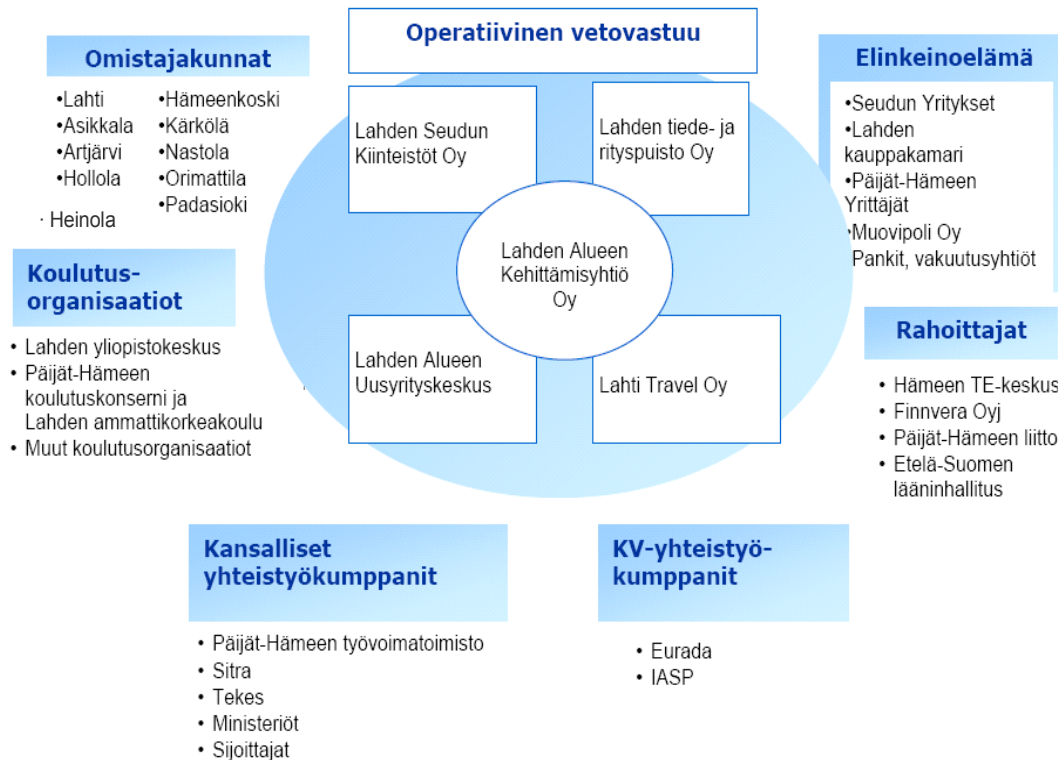 Operatiivinen vetovastuu
Omistajakunnat
•Lahti
•Asikkala
•Artjärvi
•Hollola
· Heinola
•Hämeenkoski
•Kärkölä
•Nastola
•Orimattila
•Padasioki
Lahden Seudun
Kiinteistöt Oy
Lahden tiede- ja
rityspuisto Oy
Lahden Alueen
Kehittämisyhtiö
Oy
Lahden Alueen
Uusyrityskeskus
Lahti Travel Oy
Elinkeinoelämä
•Seudun Yritykset
•Lahden
kauppakamari
•Päijät-Hämeen
Yrittäjät
•Muovipoli Oy
Pankit, vakuutusyhtiöt
Koulutus-
organisaatiot
• Lahden yliopistokeskus
• Päijät-Hämeen
koulutuskonserni ja
Lahden ammattikorkeakoulu
• Muut koulutusorganisaatiot
Rahoittajat
• Hämeen TE-keskus
• Finnvera Oyj
• Päijät-Hämeen liitto
• Etelä-Suomen
lääninhallitus
Kansalliset
yhteistyökumppanit
• Päijät-Hämeen työvoimatoimisto
• Sitra
• Tekes
• Ministeriöt
• Sijoittajat
KV-yhteistyö-
kumppanit
• Eurada
• IASP